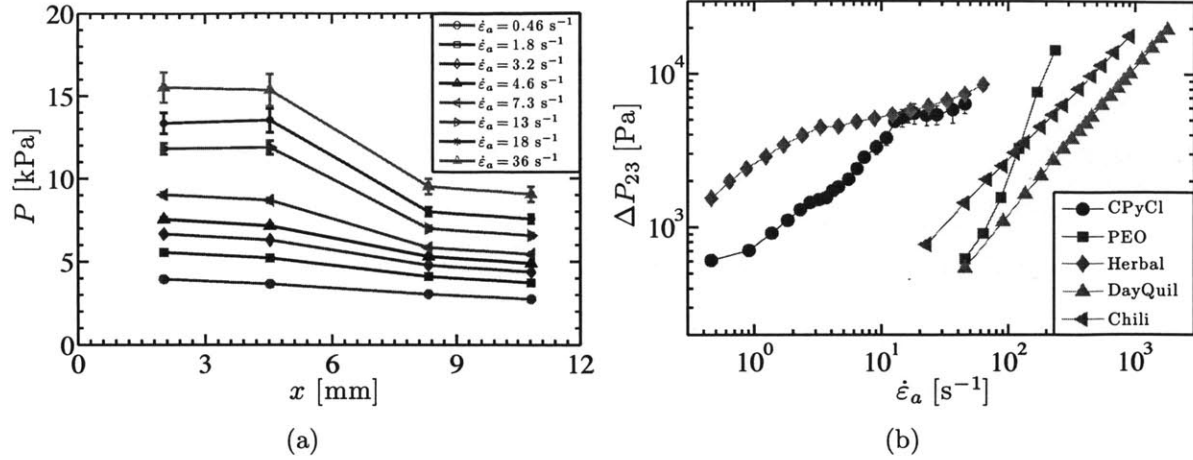 20
15
10
5
0
P [kPa]
0
3
6
9
12
x [mm]
ε̇ₐ = 0.46 s⁻¹
ε̇ₐ = 1.8 s⁻¹
ε̇ₐ = 3.2 s⁻¹
ε̇ₐ = 4.6 s⁻¹
ε̇ₐ = 7.3 s⁻¹
ε̇ₐ = 13 s⁻¹
ε̇ₐ = 18 s⁻¹
ε̇ₐ = 36 s⁻¹
(a)
10⁴
10³
ΔP₂₃ [Pa]
10⁰
10¹
10²
10³
ε̇ₐ [s⁻¹]
CPyCl
PEO
Herbal
DayQuil
Chili
(b)